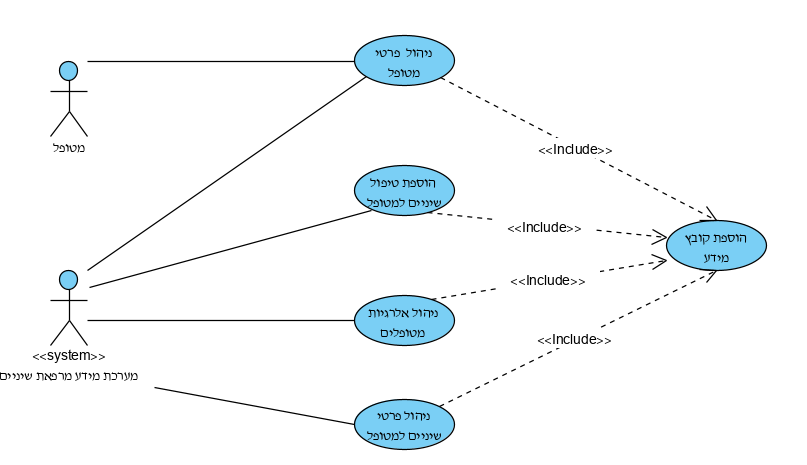 ניהול פרטי
מטופל
מטופל
<<Include>>
הוספת טיפול
שיניים למטופל
<<Include>>
הוספת קובץ
מידע
<<Include>>
ניהול אלרגיות
מטופלים
<<Include>>
<<system>>
מערכת מידע מרפאת שיניים
ניהול פרטי
שיניים למטופל